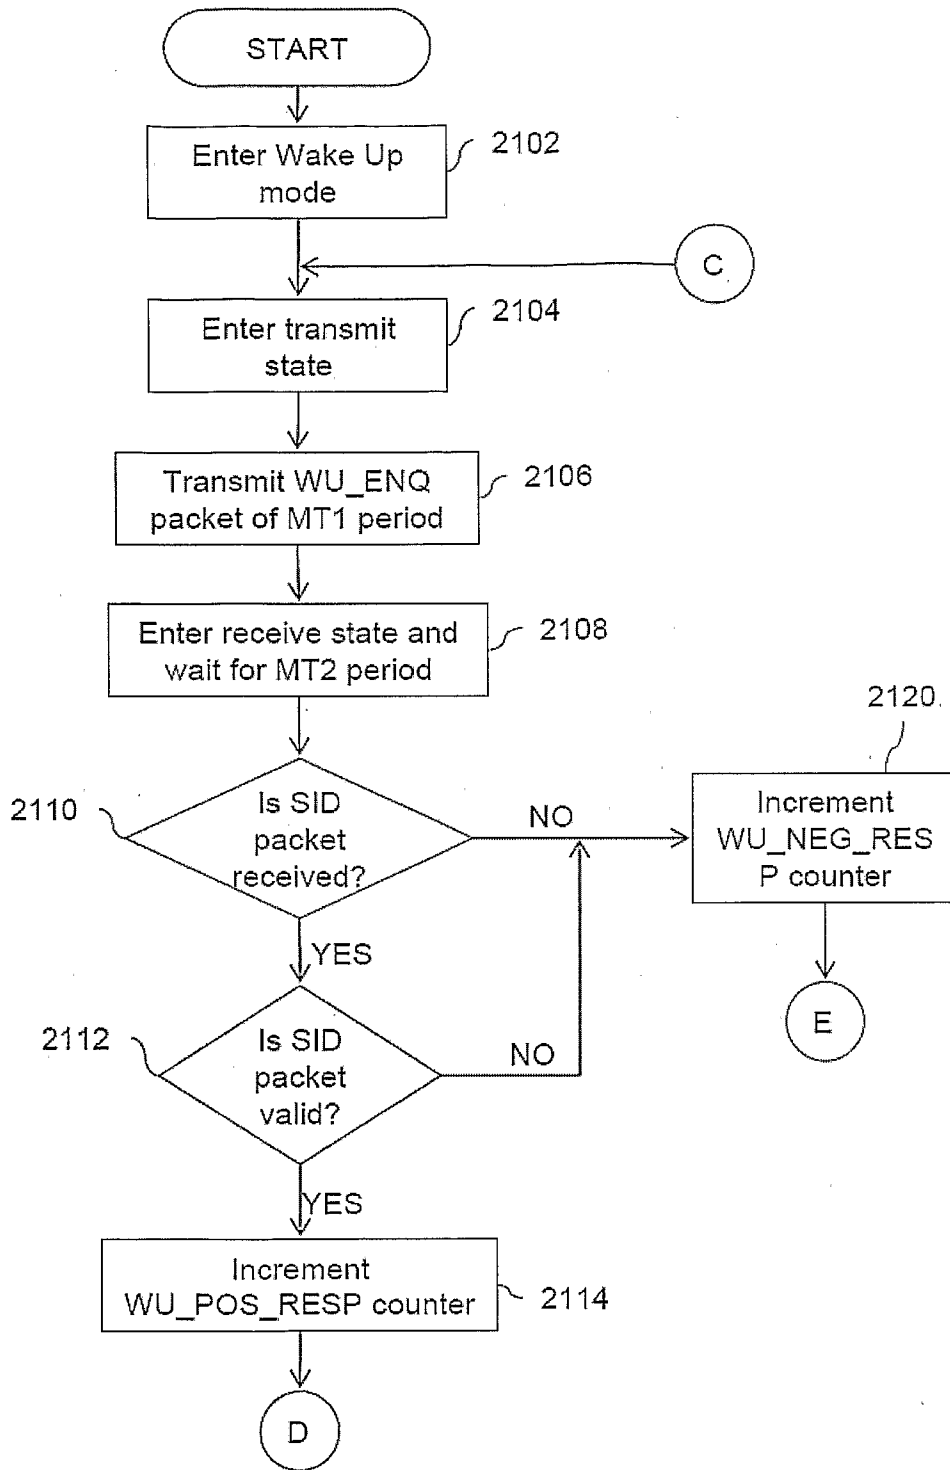 START
Enter Wake Up
mode
2102
C
Enter transmit
state
2104
Transmit WU_ENQ
packet of MT1 period
2106
Enter receive state and
wait for MT2 period
2108
2110
Is SID
packet
received?
NO
YES
2120
Increment
WU_NEG_RES
P counter
E
2112
Is SID
packet
valid?
NO
YES
Increment
WU_POS_RESP counter
2114
D